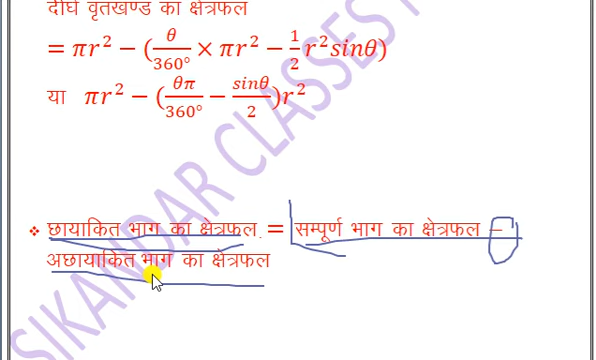 दीर्घ वृतखण्ड का क्षेत्रफल
= πr² − (θ/360° × πr² − 1/2 r²sinθ)
या πr² − (θπ/360° − sinθ/2)r²
❖ छायाकित भाग का क्षेत्रफल. = सम्पूर्ण भाग का क्षेत्रफल −
अछायाकित भाग का क्षेत्रफल
SIKANDAR CLASSES